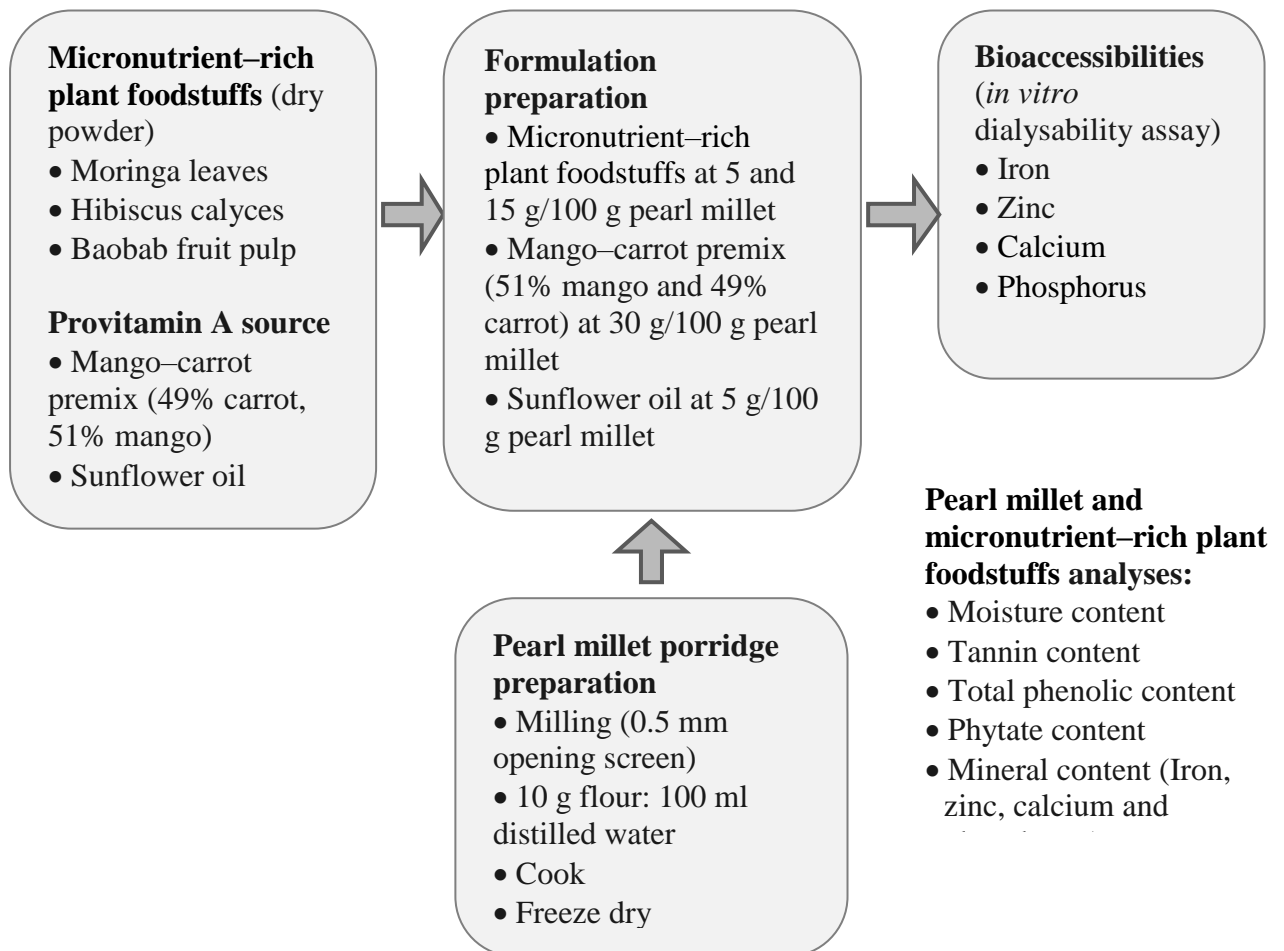 Micronutrient–rich
plant foodstuffs (dry
powder)
• Moringa leaves
• Hibiscus calyces
• Baobab fruit pulp
Provitamin A source
• Mango–carrot
premix (49% carrot,
51% mango)
• Sunflower oil
Formulation
preparation
• Micronutrient–rich
plant foodstuffs at 5 and
15 g/100 g pearl millet
• Mango–carrot premix
(51% mango and 49%
carrot) at 30 g/100 g pearl
millet
• Sunflower oil at 5 g/100
g pearl millet
Bioaccessibilities
(in vitro
dialysability assay)
• Iron
• Zinc
• Calcium
• Phosphorus
Pearl millet porridge
preparation
• Milling (0.5 mm
opening screen)
• 10 g flour: 100 ml
distilled water
• Cook
• Freeze dry
Pearl millet and
micronutrient–rich plant
foodstuffs analyses:
• Moisture content
• Tannin content
• Total phenolic content
• Phytate content
• Mineral content (Iron,
zinc, calcium and